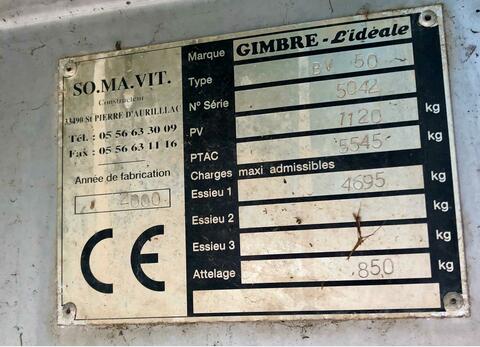 SO.MA.VIT.
Constructeur
33490 St PIERRE D'AURILLLAC
Tél. : 05 56 63 30 09
Fax : 05 56 63 11 16
Année de fabrication
2000
CE
Marque GIMBRE - L'idéale
Type BV 50
N° Série 5042
PV 1120 kg
PTAC 5545 kg
Charges maxi admissibles
Essieu 1 4695 kg
Essieu 2 kg
Essieu 3 kg
Attelage 850 kg